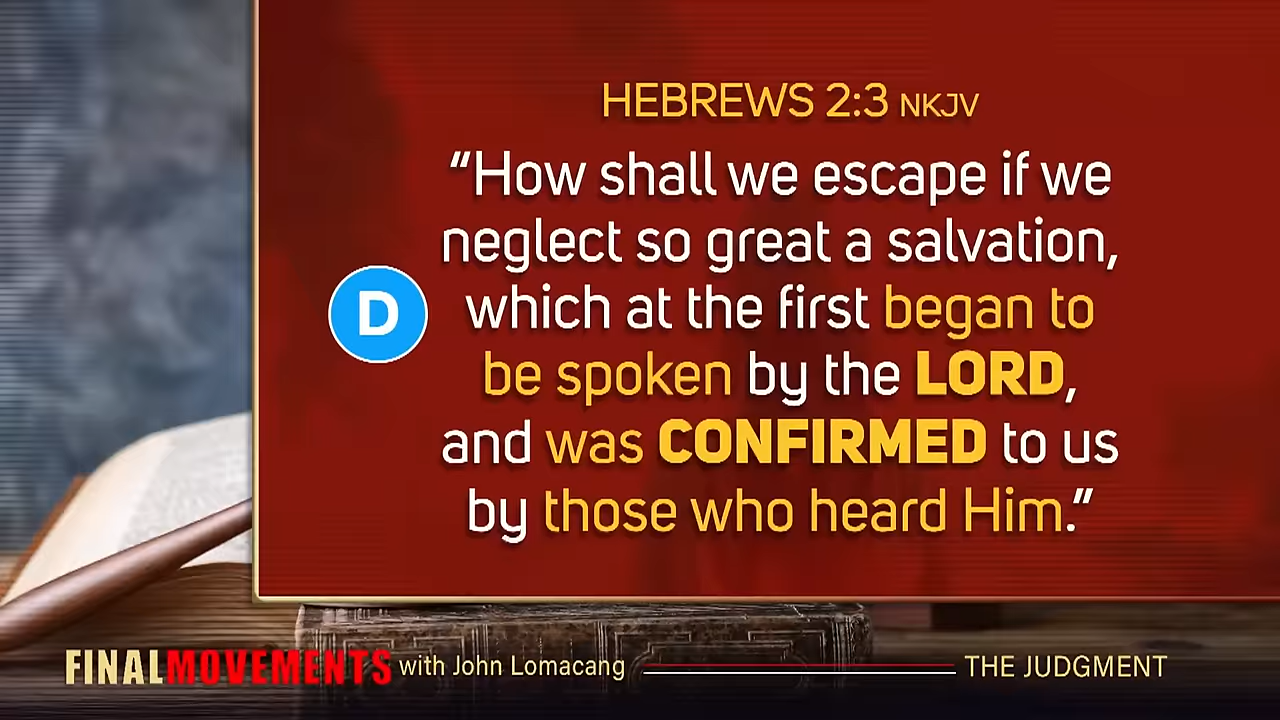 HEBREWS 2:3 NKJV
“How shall we escape if we
neglect so great a salvation,
which at the first began to
D
be spoken by the LORD,
and was CONFIRMED to us
by those who heard Him.”
FINALMOVEMENTS with John Lomacang
THE JUDGMENT